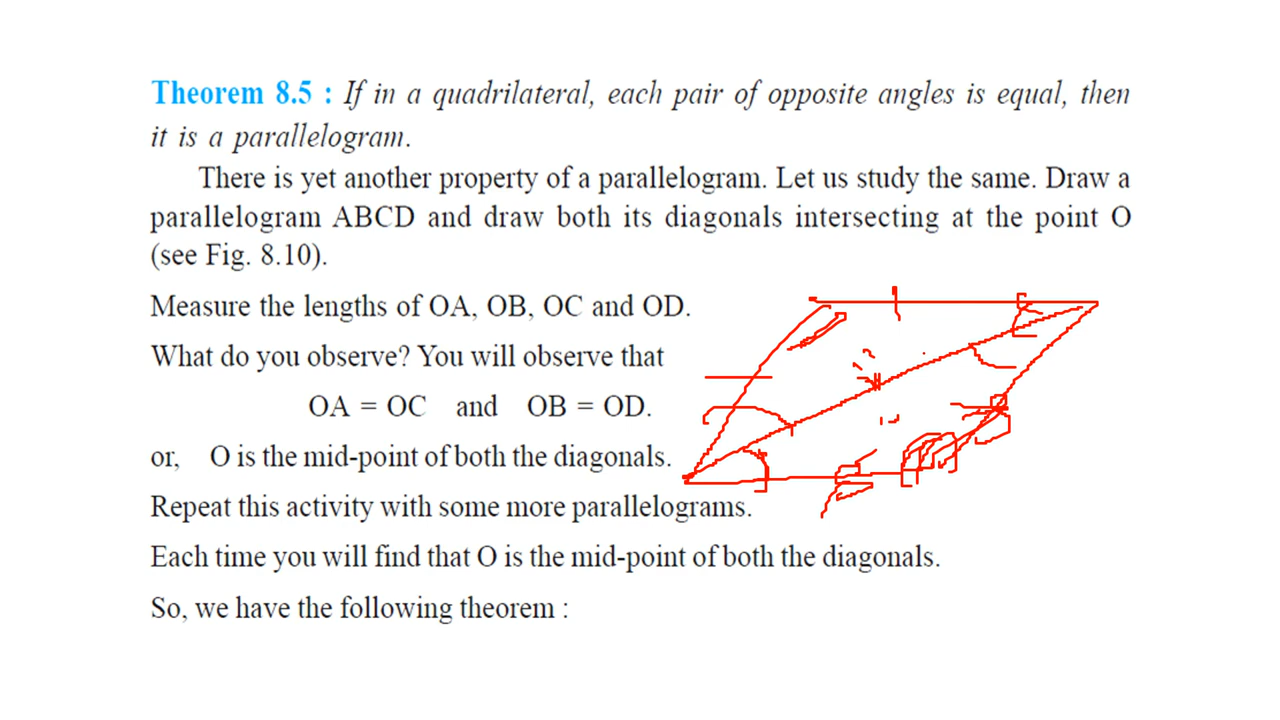 Theorem 8.5 : If in a quadrilateral, each pair of opposite angles is equal, then
it is a parallelogram.
There is yet another property of a parallelogram. Let us study the same. Draw a
parallelogram ABCD and draw both its diagonals intersecting at the point O
(see Fig. 8.10).
Measure the lengths of OA, OB, OC and OD.
What do you observe? You will observe that
OA = OC and OB = OD.
or, O is the mid-point of both the diagonals.
Repeat this activity with some more parallelograms.
Each time you will find that O is the mid-point of both the diagonals.
So, we have the following theorem :